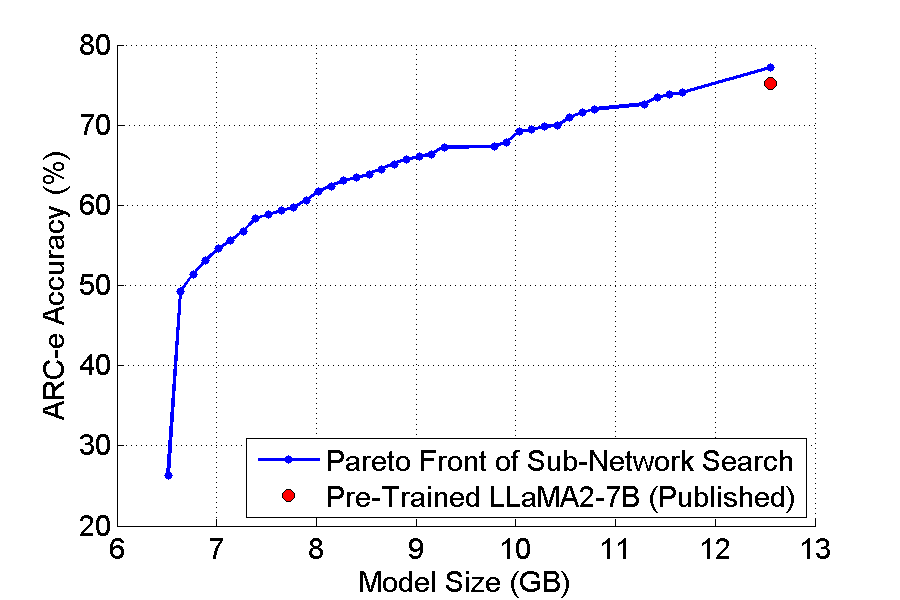 80
70
60
50
40
30
20
ARC-e Accuracy (%)
Pareto Front of Sub-Network Search
Pre-Trained LLaMA2-7B (Published)
6 7 8 9 10 11 12 13
Model Size (GB)